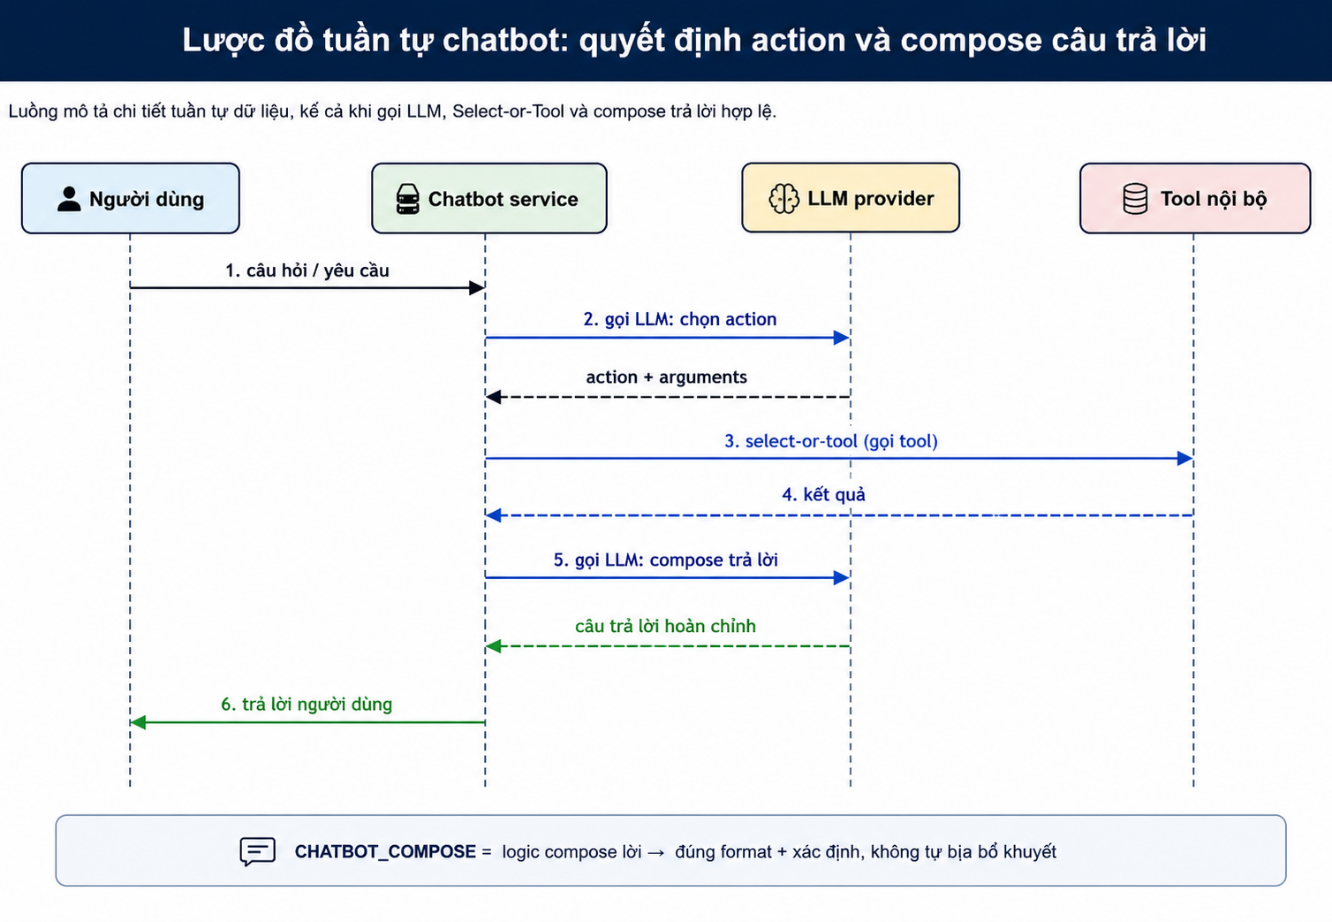 Lược đồ tuần tự chatbot: quyết định action và compose câu trả lời
Luồng mô tả chi tiết tuần tự dữ liệu, kể cả khi gọi LLM, Select-or-Tool và compose trả lời hợp lệ.
Người dùng
Chatbot service
LLM provider
Tool nội bộ
1. câu hỏi / yêu cầu
2. gọi LLM: chọn action
action + arguments
3. select-or-tool (gọi tool)
4. kết quả
5. gọi LLM: compose trả lời
câu trả lời hoàn chỉnh
6. trả lời người dùng
CHATBOT_COMPOSE = logic compose lời → đúng format + xác định, không tự bịa bổ khuyết